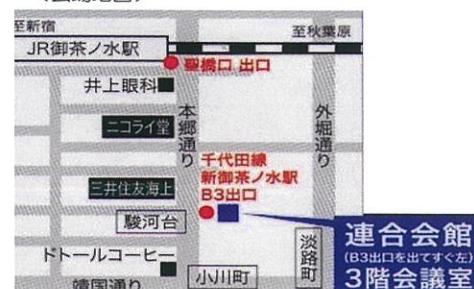 至新宿
至秋葉原
JR御茶ノ水駅
聖橋口 出口
井上眼科
本郷通り
外堀通り
ニコライ堂
千代田線
新御茶ノ水駅
B3出口
三井住友海上
駿河台
連合会館
(B3出口を出てすぐ左)
3階会議室
淡路町
ドトールコーヒー
小川町
靖国通り